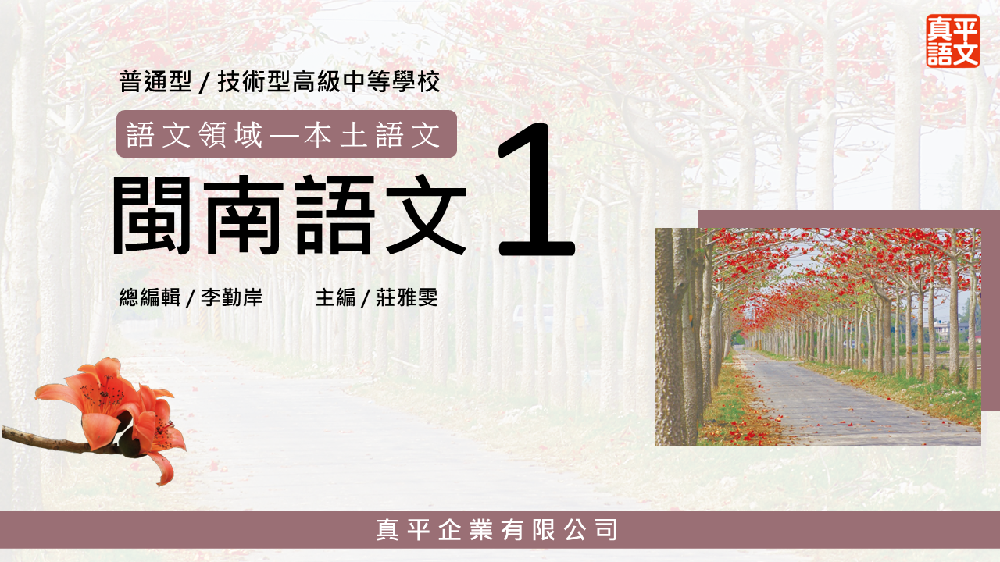 真平
語文
普通型 / 技術型高級中等學校
語文領域—本土語文
閩南語文1
總編輯 / 李勤岸 主編 / 莊雅雯
真平企業有限公司